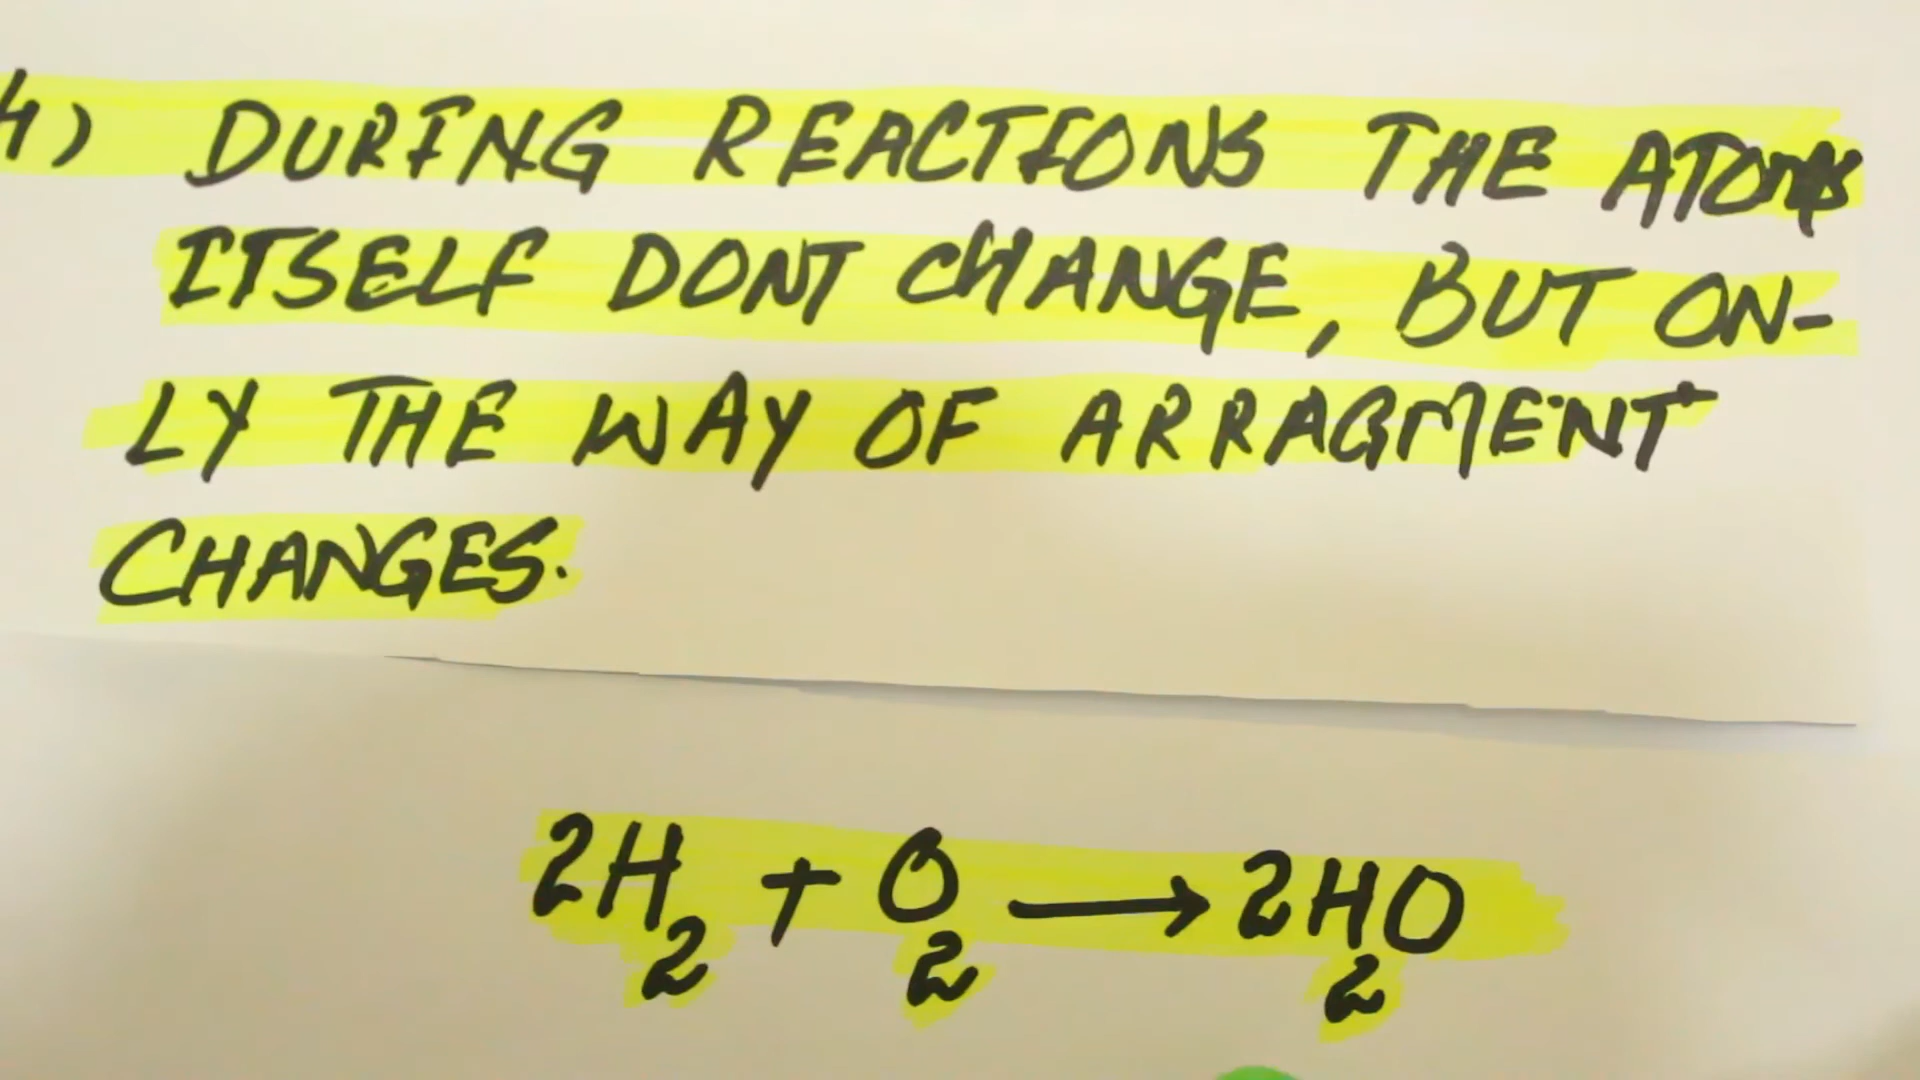 4) DURING REACTIONS THE ATOMS
ITSELF DONT CHANGE, BUT ON-
LY THE WAY OF ARRAGMENT
CHANGES.
2H₂ + O₂ → 2H₂O